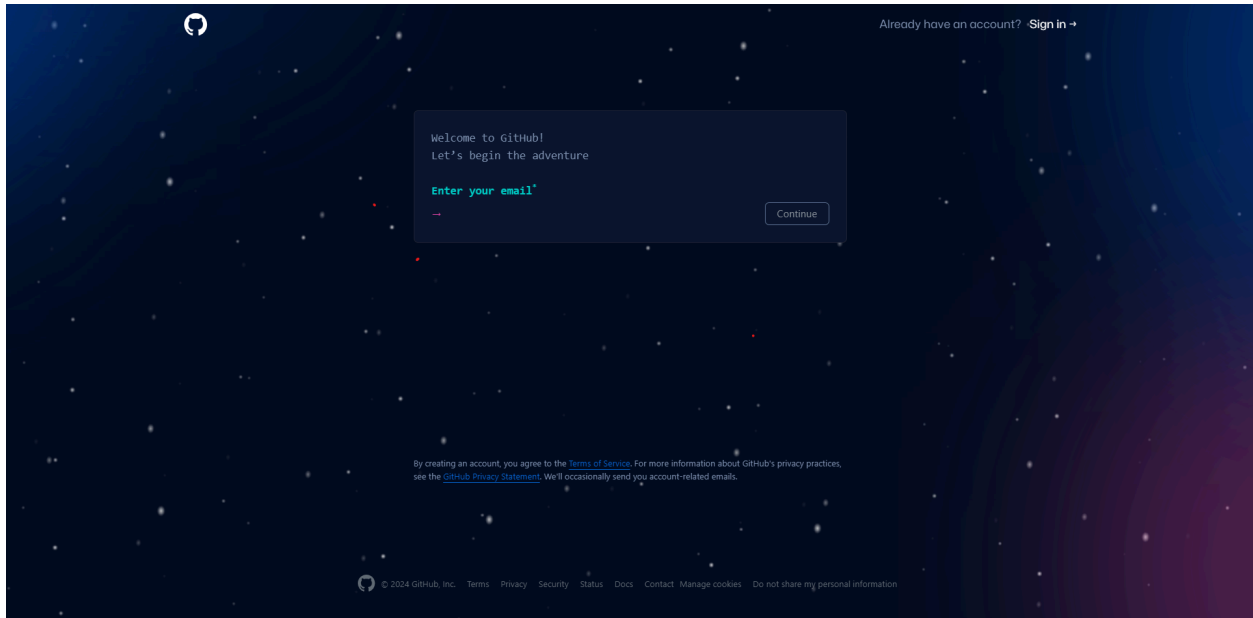 Already have an account? Sign in →
Welcome to GitHub!
Let’s begin the adventure
Enter your email*
→
Continue
By creating an account, you agree to the Terms of Service. For more information about GitHub's privacy practices,
see the GitHub Privacy Statement. We'll occasionally send you account-related emails.
© 2024 GitHub, Inc. Terms Privacy Security Status Docs Contact Manage cookies Do not share my personal information